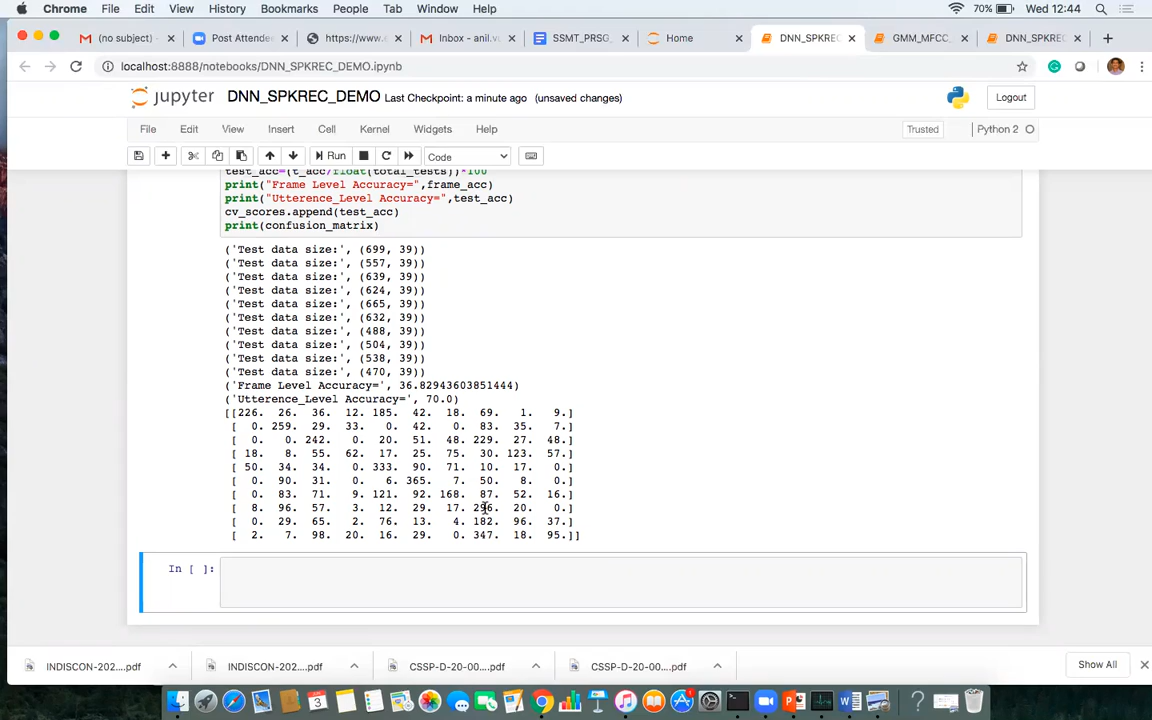 Chrome File Edit View History Bookmarks People Tab Window Help 70% Wed 12:44
(no subject) - × Post Attendee × https://www.c × Inbox - anil.vu × SSMT_PRSG_ × Home × DNN_SPKREC × GMM_MFCC_ × DNN_SPKREC × +
localhost:8888/notebooks/DNN_SPKREC_DEMO.ipynb
jupyter DNN_SPKREC_DEMO Last Checkpoint: a minute ago (unsaved changes) Logout
File Edit View Insert Cell Kernel Widgets Help Trusted Python 2
Run Code
test_acc=(t_acc/float(total_tests))*100
print("Frame Level Accuracy=",frame_acc)
print("Utterence_Level Accuracy=",test_acc)
cv_scores.append(test_acc)
print(confusion_matrix)
('Test data size:', (699, 39))
('Test data size:', (557, 39))
('Test data size:', (639, 39))
('Test data size:', (624, 39))
('Test data size:', (665, 39))
('Test data size:', (632, 39))
('Test data size:', (488, 39))
('Test data size:', (504, 39))
('Test data size:', (538, 39))
('Test data size:', (470, 39))
('Frame Level Accuracy=', 36.82943603851444)
('Utterence_Level Accuracy=', 70.0)
[[226. 26. 36. 12. 185. 42. 18. 69. 1. 9.]
[ 0. 259. 29. 33. 0. 42. 0. 83. 35. 7.]
[ 0. 0. 242. 0. 20. 51. 48. 229. 27. 48.]
[ 18. 8. 55. 62. 17. 25. 75. 30. 123. 57.]
[ 50. 34. 34. 0. 333. 90. 71. 10. 17. 0.]
[ 0. 90. 31. 0. 6. 365. 7. 50. 8. 0.]
[ 0. 83. 71. 9. 121. 92. 168. 87. 52. 16.]
[ 8. 96. 57. 3. 12. 29. 17. 296. 20. 0.]
[ 0. 29. 65. 2. 76. 13. 4. 182. 96. 37.]
[ 2. 7. 98. 20. 16. 29. 0. 347. 18. 95.]]
In [ ]:
INDISCON-202....pdf INDISCON-202....pdf CSSP-D-20-00....pdf CSSP-D-20-00....pdf Show All